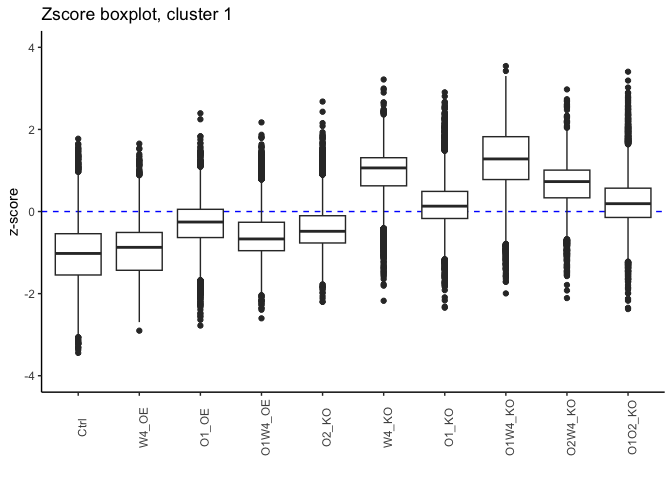 Zscore boxplot, cluster 1
z-score
4
2
0
-2
-4
Ctrl
W4_OE
O1_OE
O1W4_OE
O2_KO
W4_KO
O1_KO
O1W4_KO
O2W4_KO
O1O2_KO